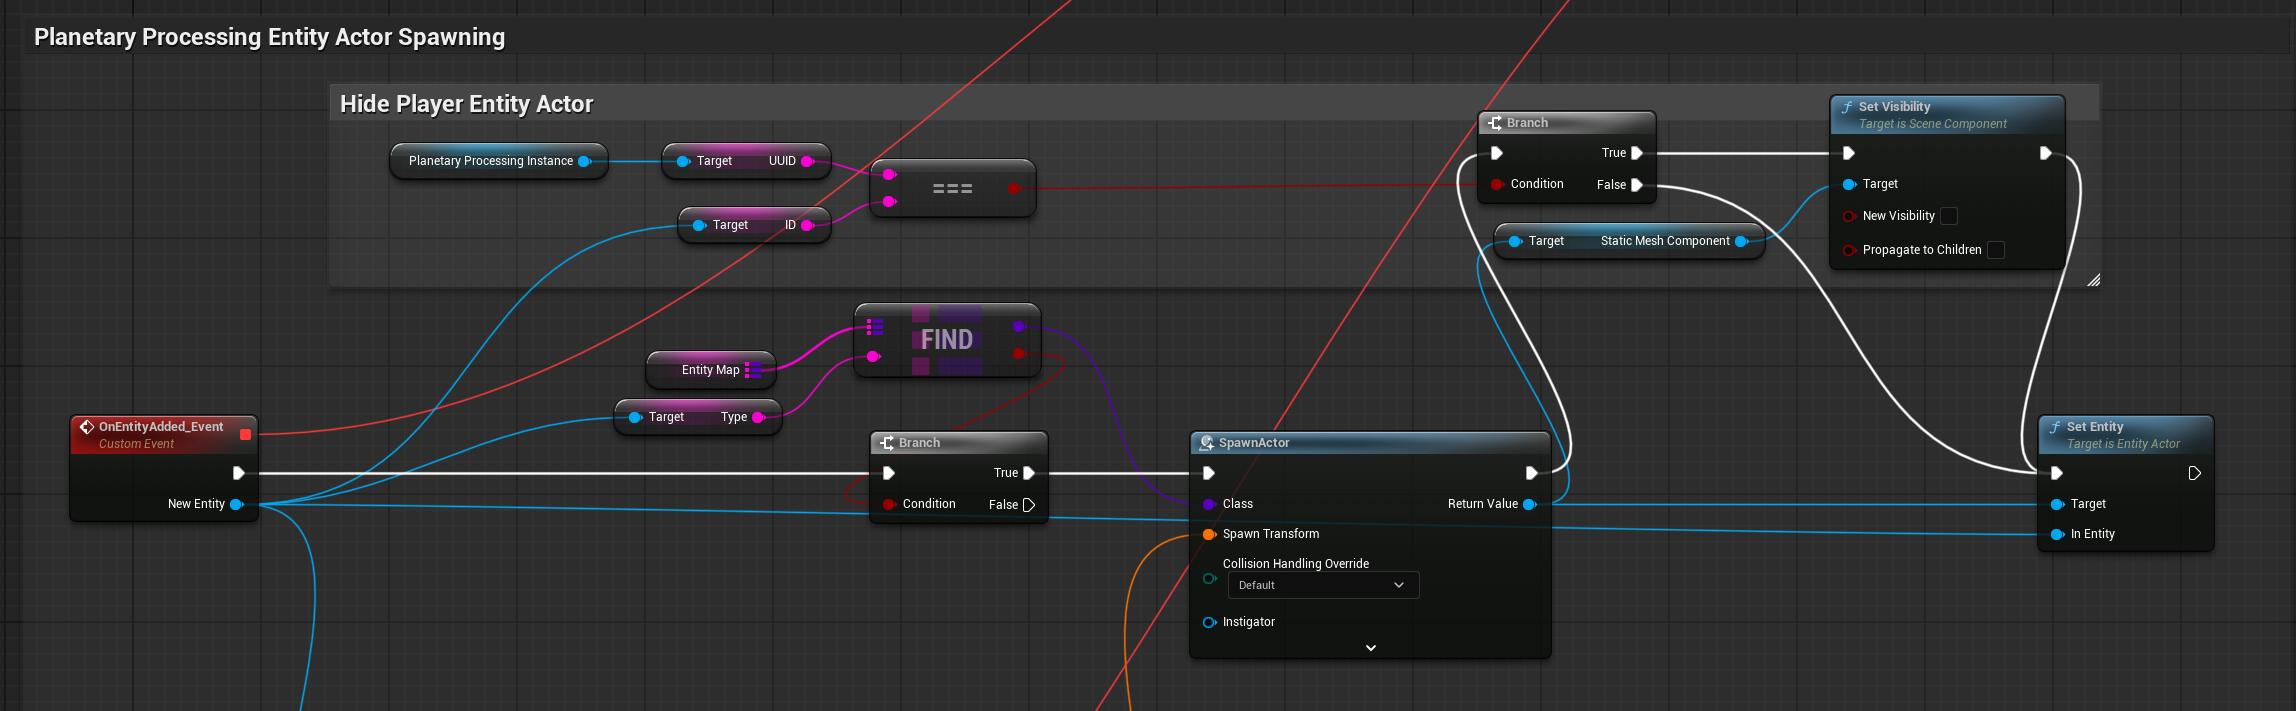 Planetary Processing Entity Actor Spawning
Hide Player Entity Actor
Planetary Processing Instance
Target UUID
===
Target ID
Branch
True
Condition False
Set Visibility
Target is Scene Component
Target
New Visibility
Propagate to Children
Target Static Mesh Component
FIND
Entity Map
Target Type
OnEntityAdded_Event
Custom Event
New Entity
Branch
True
Condition False
SpawnActor
Class Return Value
Spawn Transform
Collision Handling Override
Default
Instigator
Set Entity
Target is Entity Actor
Target
In Entity